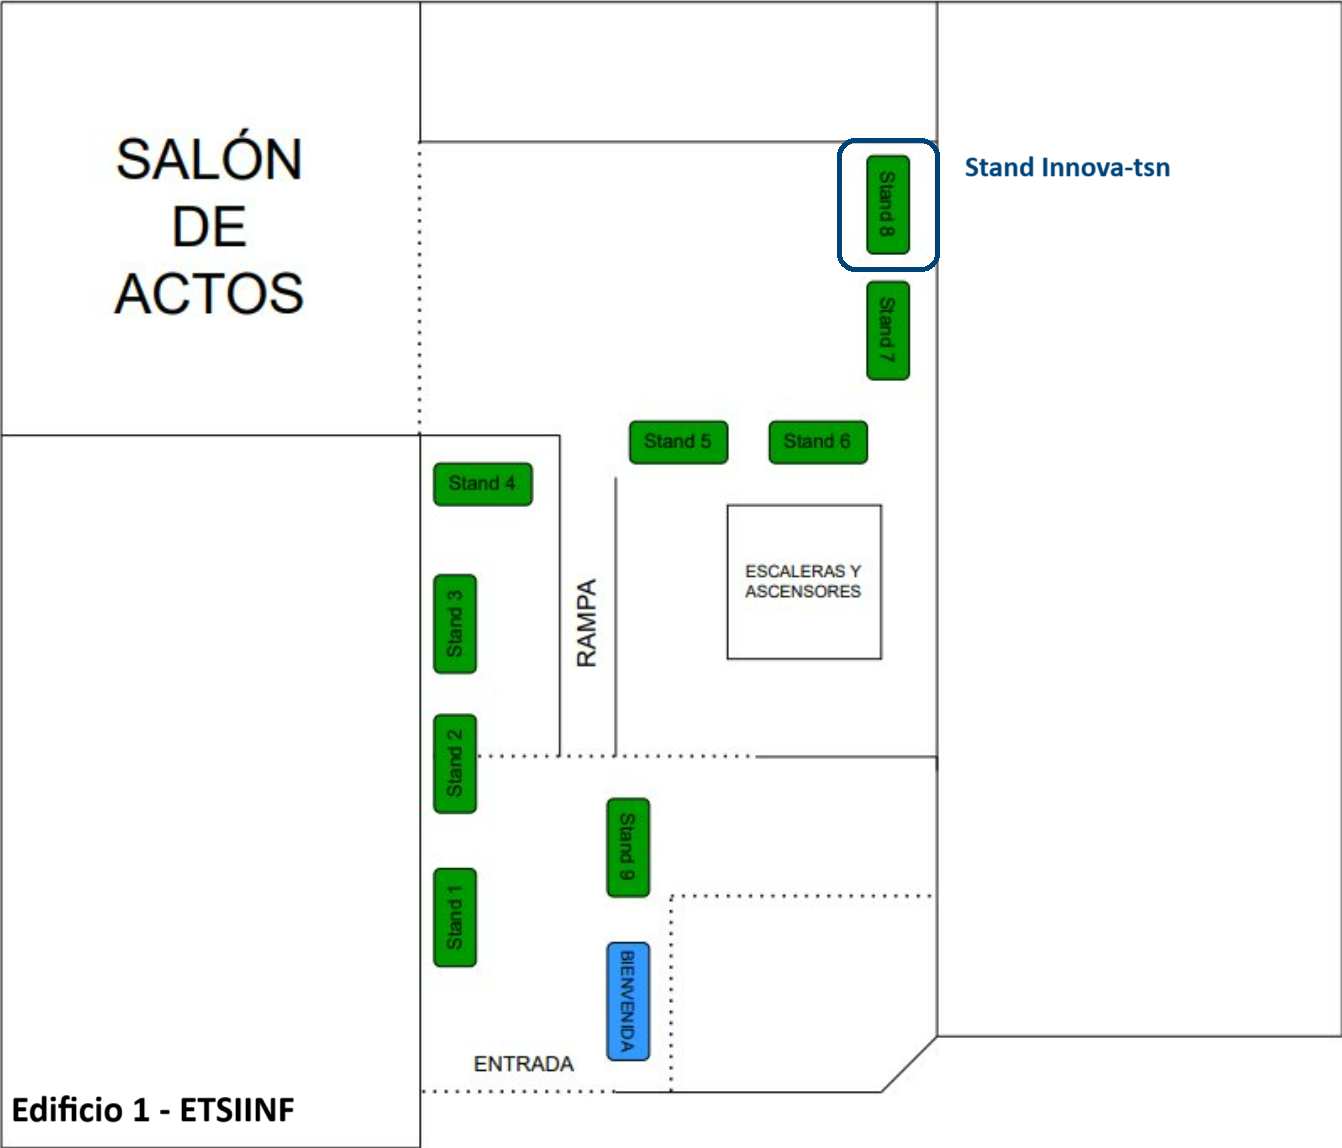 SALÓN
DE
ACTOS
Stand 8
Stand Innova-tsn
Stand 7
Stand 5
Stand 6
Stand 4
ESCALERAS Y
ASCENSORES
RAMPA
Stand 3
Stand 2
Stand 9
Stand 1
BIENVENIDA
ENTRADA
Edificio 1 - ETSIINF